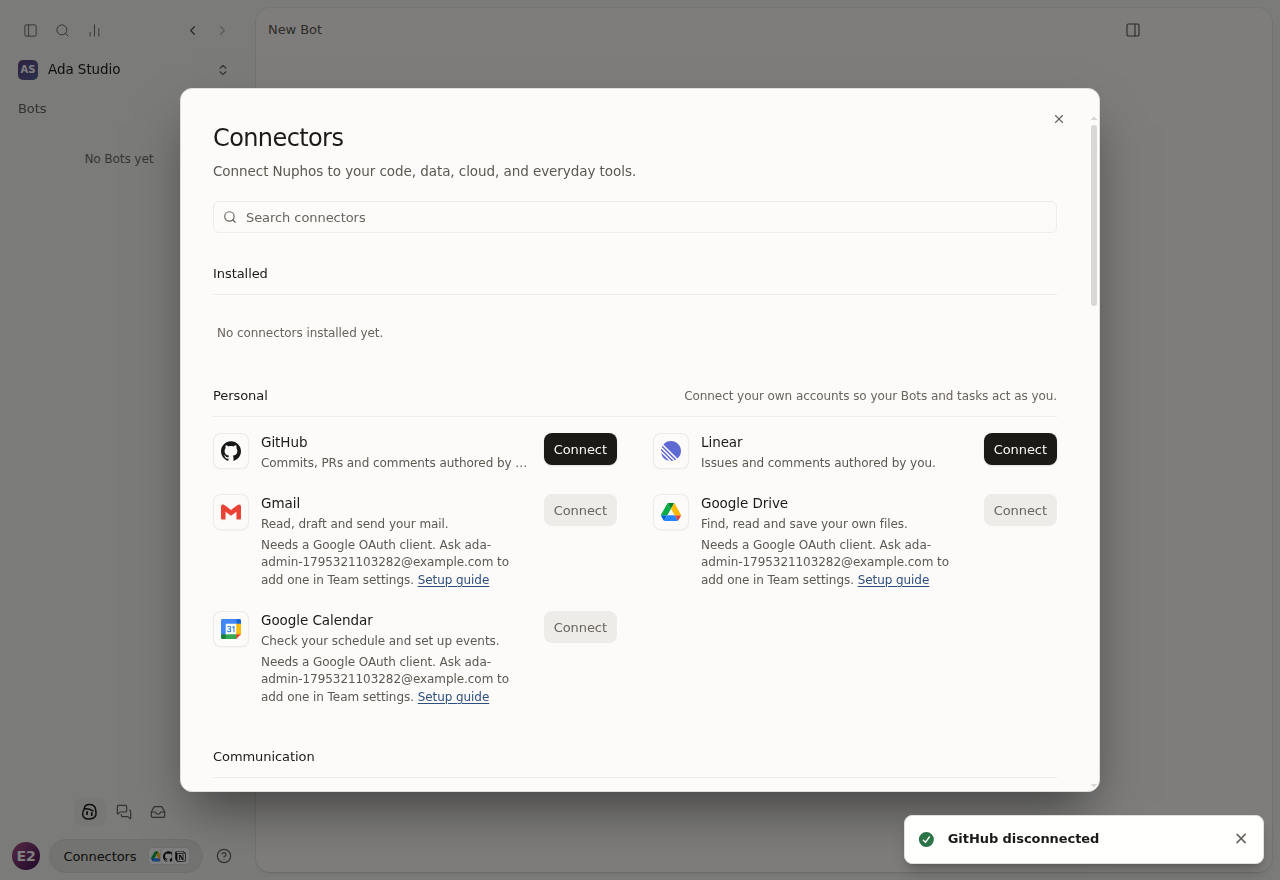 New Bot
AS Ada Studio
Bots
No Bots yet
Connectors
Connect Nuphos to your code, data, cloud, and everyday tools.
Search connectors
Installed
No connectors installed yet.
Personal
Connect your own accounts so your Bots and tasks act as you.
GitHub
Commits, PRs and comments authored by ...
Connect
Linear
Issues and comments authored by you.
Connect
Gmail
Read, draft and send your mail.
Needs a Google OAuth client. Ask ada-
admin-1795321103282@example.com to
add one in Team settings. Setup guide
Connect
Google Drive
Find, read and save your own files.
Needs a Google OAuth client. Ask ada-
admin-1795321103282@example.com to
add one in Team settings. Setup guide
Connect
Google Calendar
Check your schedule and set up events.
Needs a Google OAuth client. Ask ada-
admin-1795321103282@example.com to
add one in Team settings. Setup guide
Connect
31
Communication
E2 Connectors
GitHub disconnected